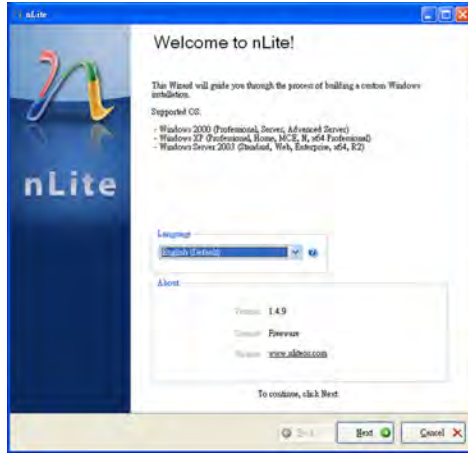 nLite
Welcome to nLite!
nLite
This Wizard will guide you through the process of building a custom Windows
installation.
Supported OS:
- Windows 2000 (Professional, Server, Advanced Server)
- Windows XP (Professional, Home, MCE, N, x64 Professional)
- Windows Server 2003 (Standard, Web, Enterprise, x64, R2)
Language
English (Default)
About
Version: 1.4.9
Freeware
www.nliteos.com
To continue, click Next
Back
Next
Cancel